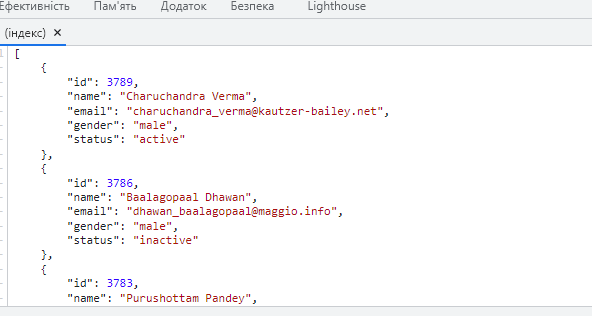 Ефективність Пам'ять Додаток Безпека Lighthouse
(індекс) ×
[
{
"id": 3789,
"name": "Charuchandra Verma",
"email": "charuchandra_verma@kautzer-bailey.net",
"gender": "male",
"status": "active"
},
{
"id": 3786,
"name": "Baalagopaal Dhawan",
"email": "dhawan_baalagopaal@maggio.info",
"gender": "male",
"status": "inactive"
},
{
"id": 3783,
"name": "Purushottam Pandey",